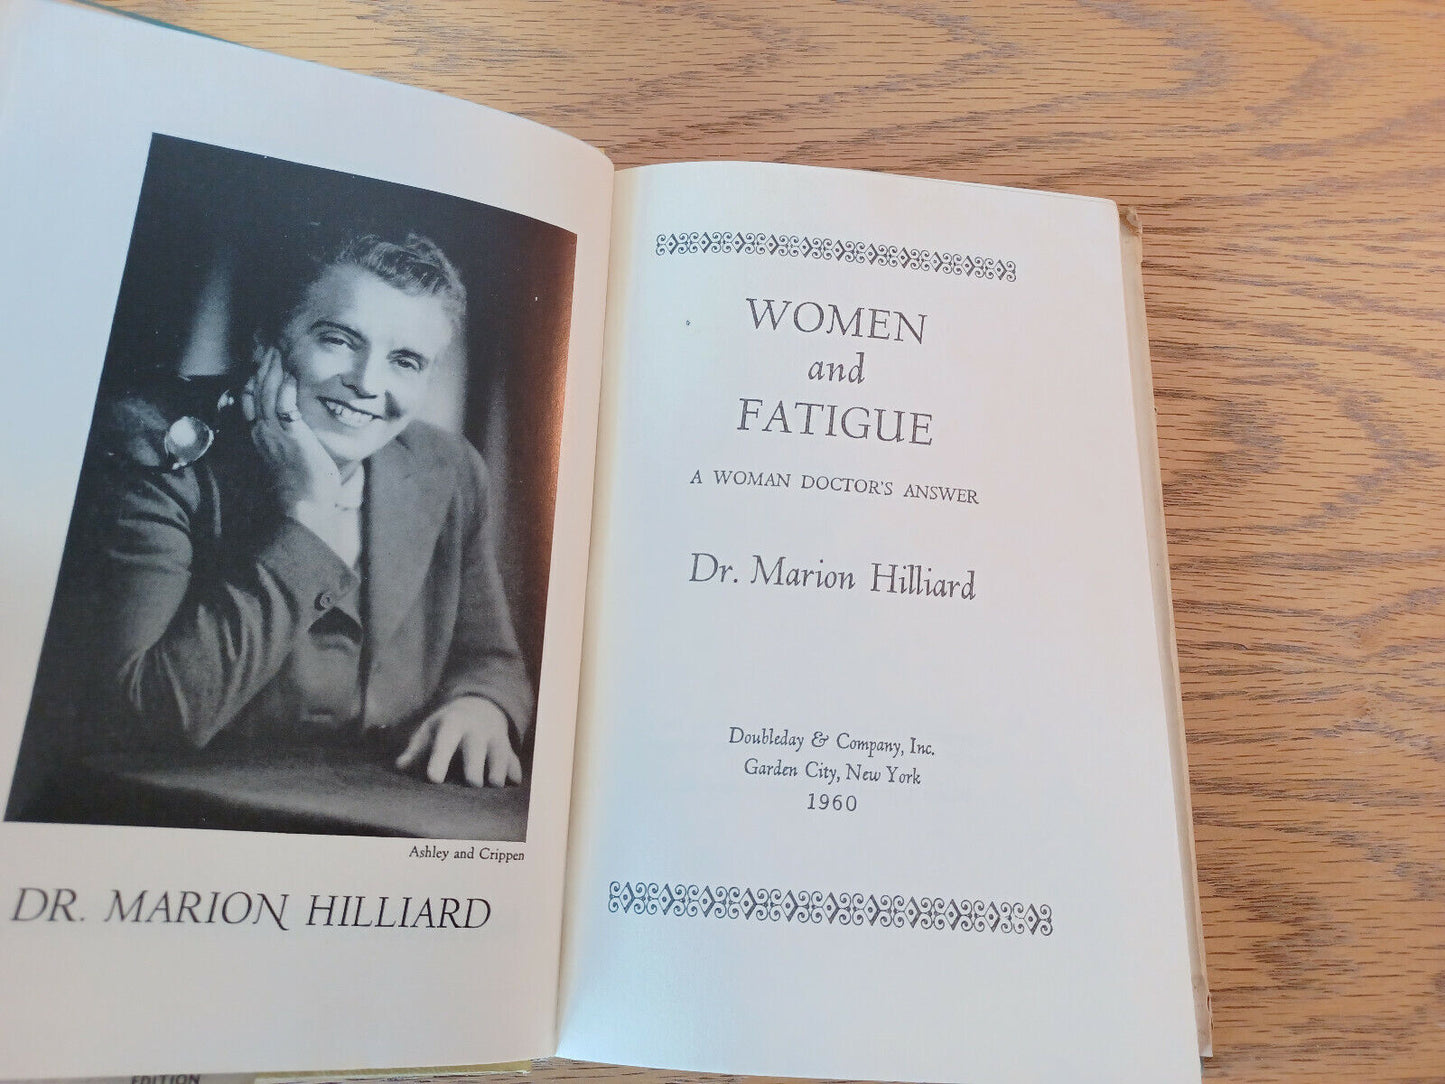 Ashley and Crippen
DR. MARION HILLIARD
EDITION
WOMEN
and
FATIGUE
A WOMAN DOCTOR'S ANSWER
Dr. Marion Hilliard
Doubleday & Company, Inc.
Garden City, New York
1960